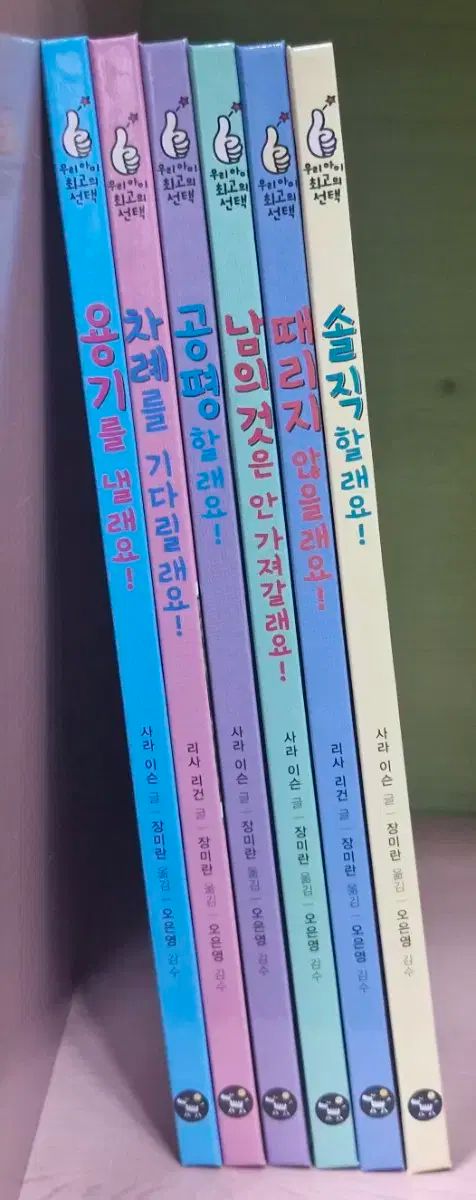 우리 아이
최고의
선택
용기를 낼래요!
사라 이슨 글 | 장미란 옮김 | 오은영 감수
우리 아이
최고의
선택
차례를 기다릴래요!
리사 리건 글 | 장미란 옮김 | 오은영 감수
우리 아이
최고의
선택
공평할래요!
사라 이슨 글 | 장미란 옮김 | 오은영 감수
우리 아이
최고의
선택
남의 것은 안 가져갈래요!
사라 이슨 글 | 장미란 옮김 | 오은영 감수
우리 아이
최고의
선택
때리지 않을래요!
리사 리건 글 | 장미란 옮김 | 오은영 감수
우리 아이
최고의
선택
솔직할래요!
사라 이슨 글 | 장미란 옮김 | 오은영 감수